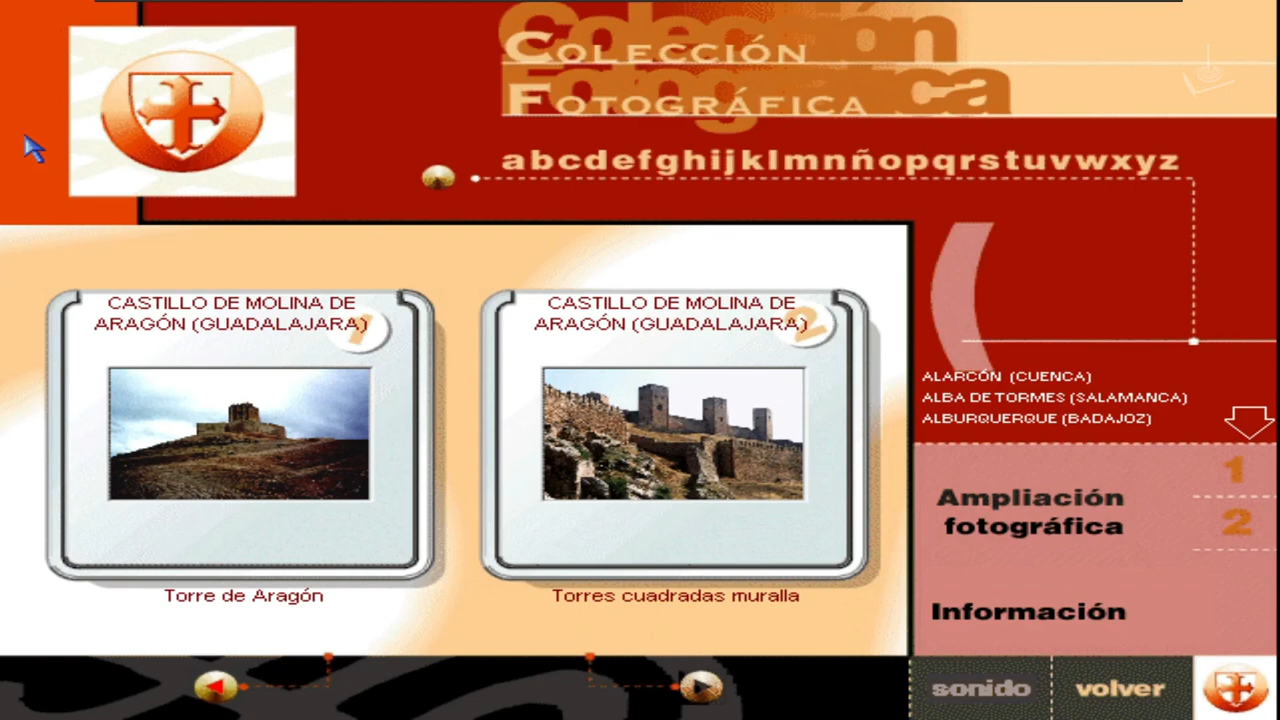 Colección
COLECCIÓN
Fotográfica
FOTOGRÁFICA
abcdefghijklmnñopqrstuvwxyz
CASTILLO DE MOLINA DE
ARAGÓN (GUADALAJARA)
1
CASTILLO DE MOLINA DE
ARAGÓN (GUADALAJARA)
2
Torre de Aragón
Torres cuadradas muralla
ALARCÓN (CUENCA)
ALBA DE TORMES (SALAMANCA)
ALBURQUERQUE (BADAJOZ)
Ampliación
fotográfica
1
2
Información
sonido
volver